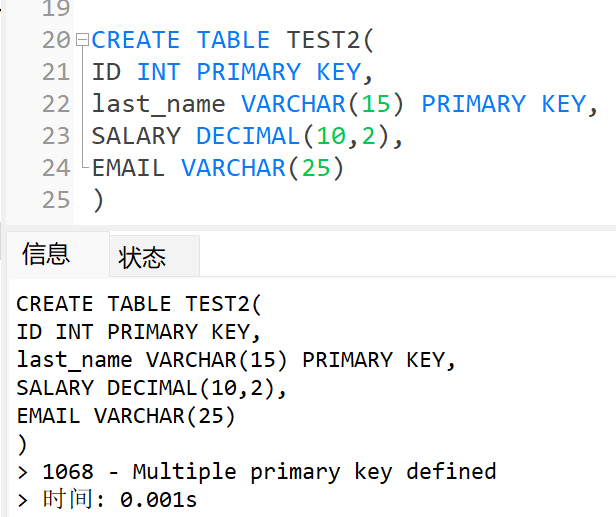 19
20 CREATE TABLE TEST2(
21 ID INT PRIMARY KEY,
22 last_name VARCHAR(15) PRIMARY KEY,
23 SALARY DECIMAL(10,2),
24 EMAIL VARCHAR(25)
25 )
信息 状态
CREATE TABLE TEST2(
ID INT PRIMARY KEY,
last_name VARCHAR(15) PRIMARY KEY,
SALARY DECIMAL(10,2),
EMAIL VARCHAR(25)
)
> 1068 - Multiple primary key defined
> 时间: 0.001s